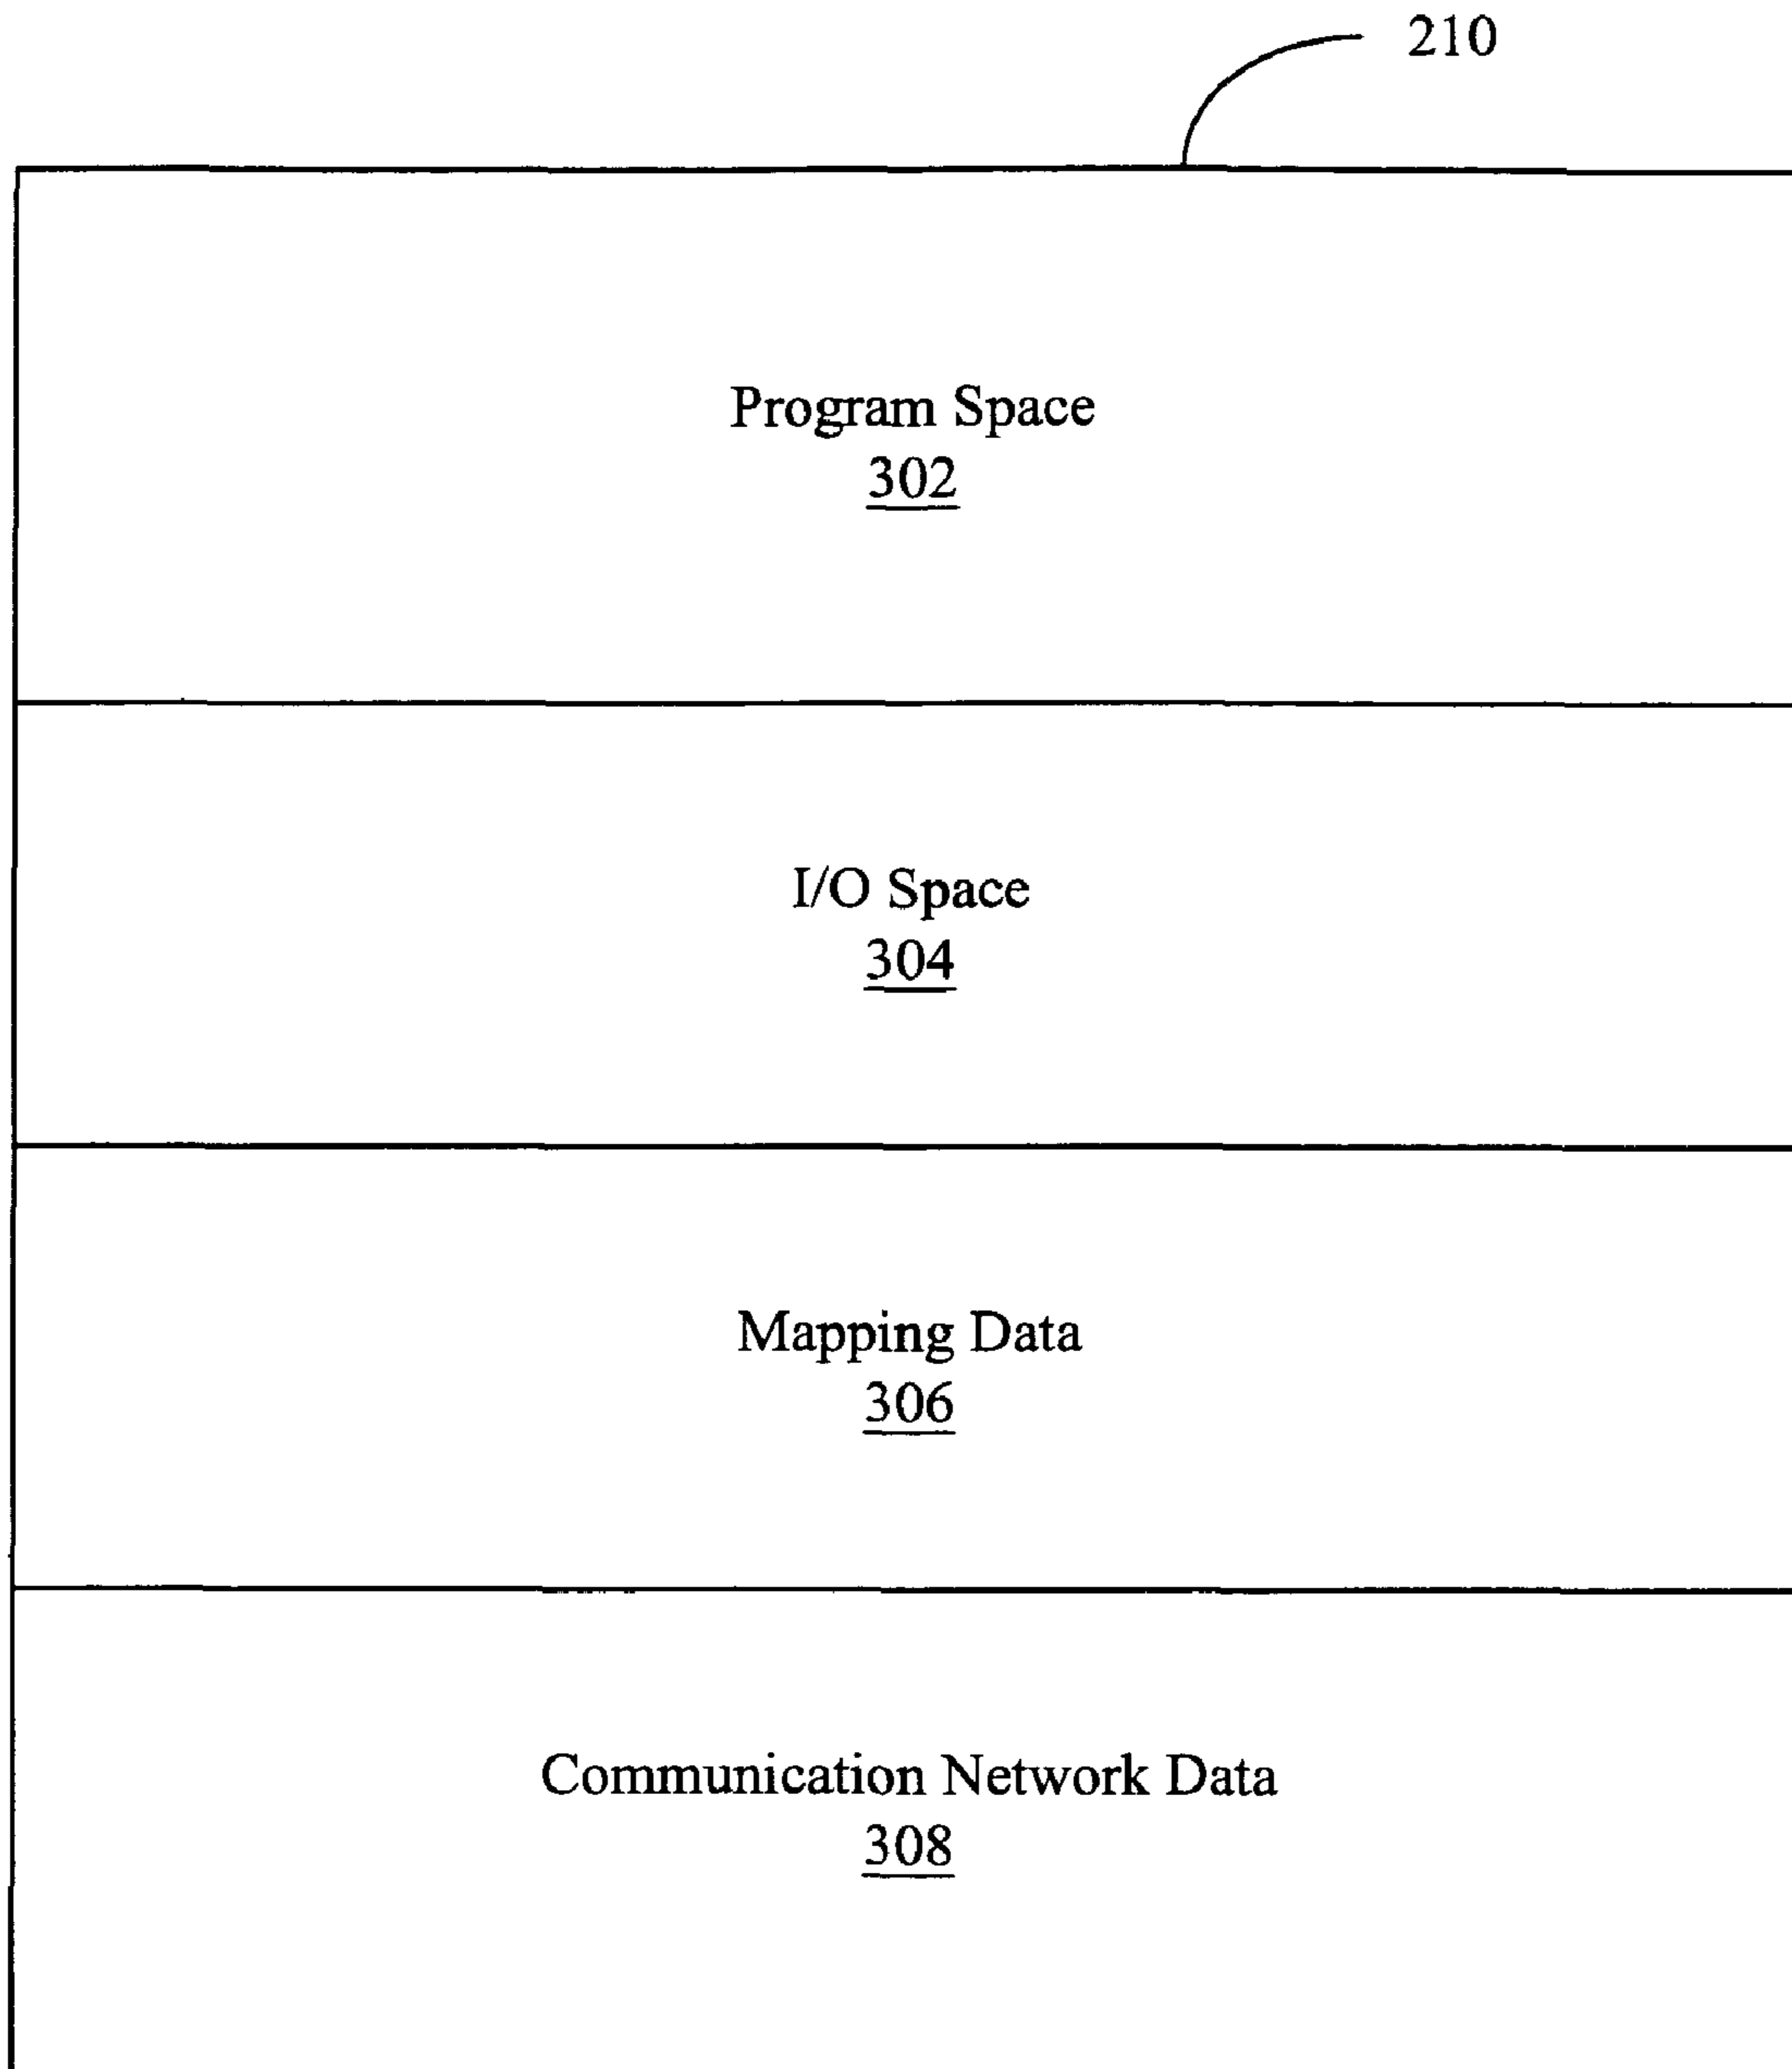 210
Program Space
302
I/O Space
304
Mapping Data
306
Communication Network Data
308